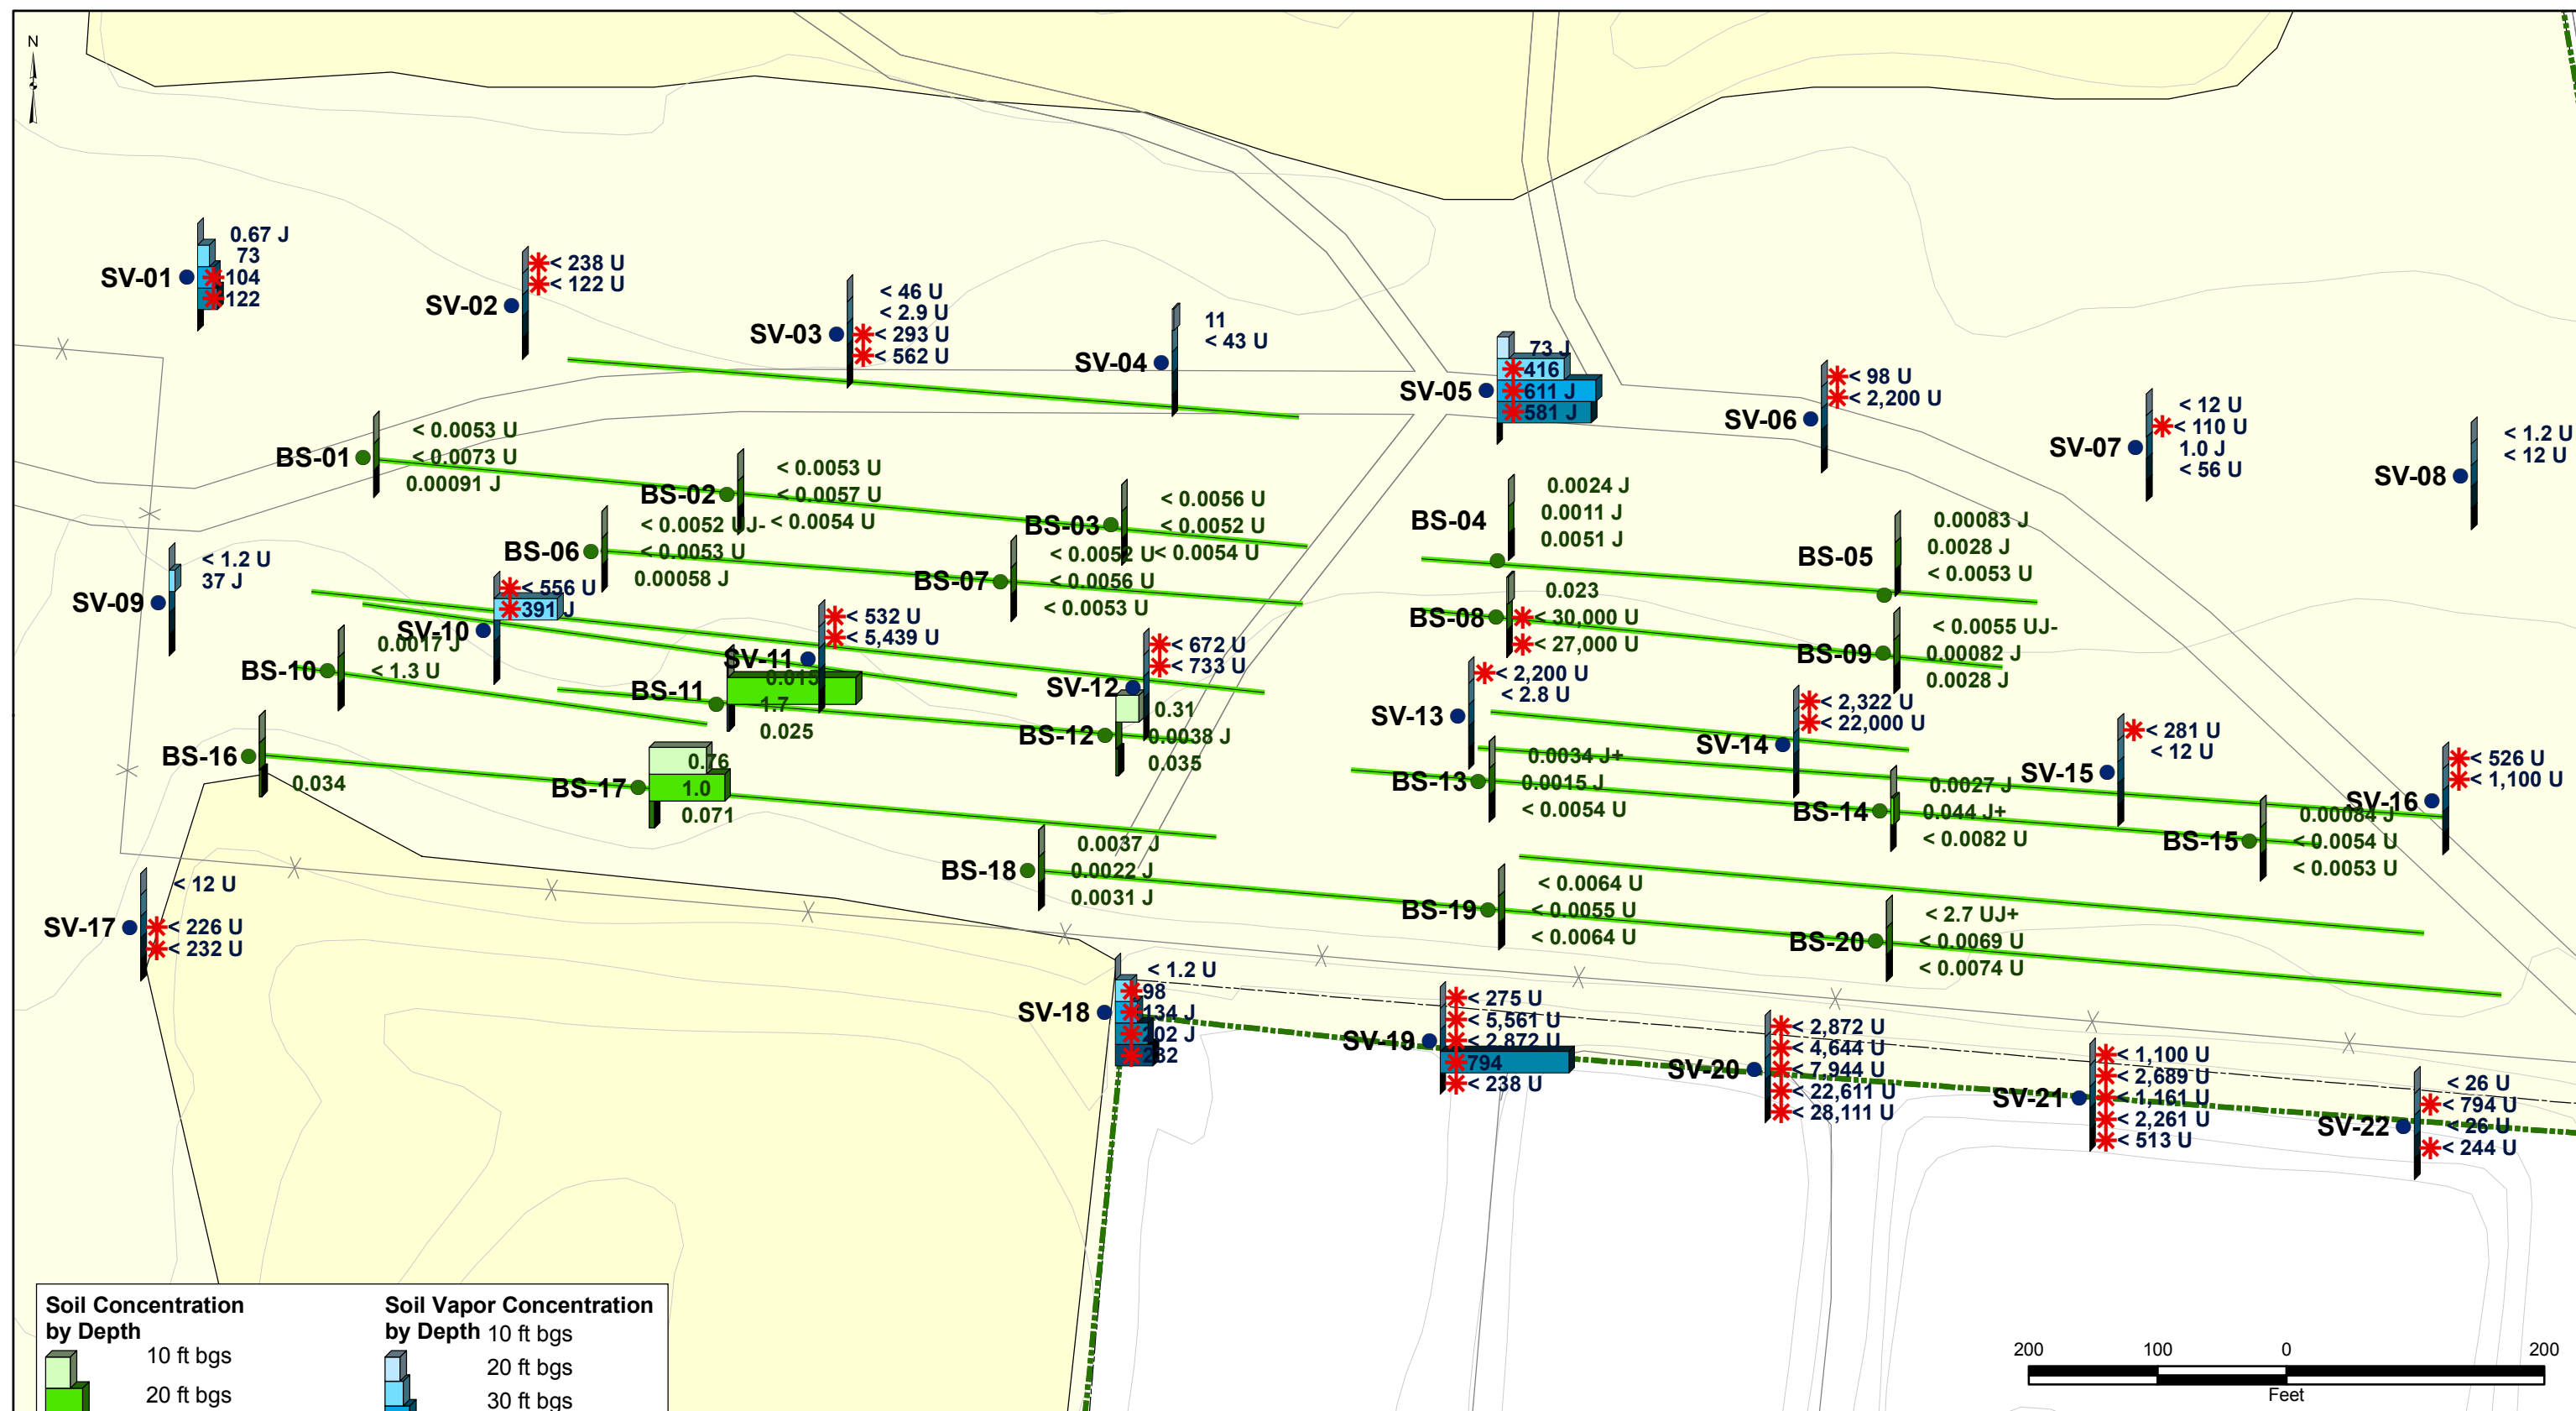 N
SV-01
0.67 J
73
104
122
SV-02
< 238 U
< 122 U
SV-03
< 46 U
< 2.9 U
< 293 U
< 562 U
SV-04
11
< 43 U
SV-05
73 J
416
611 J
581 J
SV-06
< 98 U
< 2,200 U
SV-07
< 12 U
< 110 U
1.0 J
< 56 U
SV-08
< 1.2 U
< 12 U
BS-01
< 0.0053 U
< 0.0073 U
0.00091 J
BS-02
< 0.0053 U
< 0.0057 U
< 0.0054 U
BS-03
< 0.0056 U
< 0.0052 U
< 0.0054 U
BS-04
0.0024 J
0.0011 J
0.0051 J
BS-05
0.00083 J
0.0028 J
< 0.0053 U
BS-06
< 0.0052 UJ-
< 0.0053 U
0.00058 J
BS-07
< 0.0052 U
< 0.0056 U
< 0.0053 U
BS-08
0.023
< 30,000 U
< 27,000 U
BS-09
< 0.0055 UJ-
0.00082 J
0.0028 J
SV-09
< 1.2 U
37 J
SV-10
< 556 U
391 J
SV-11
< 532 U
< 5,439 U
SV-12
< 672 U
< 733 U
BS-10
0.0017 J
< 1.3 U
BS-11
0.015
1.7
0.025
BS-12
0.31
0.0038 J
0.035
SV-13
< 2,200 U
< 2.8 U
SV-14
< 2,322 U
< 22,000 U
SV-15
< 281 U
< 12 U
SV-16
< 526 U
< 1,100 U
BS-13
0.0034 J+
0.0015 J
< 0.0054 U
BS-14
0.0027 J
0.044 J+
< 0.0082 U
BS-15
0.00084 J
< 0.0054 U
< 0.0053 U
BS-16
0.034
BS-17
0.76
1.0
0.071
BS-18
0.0037 J
0.0022 J
0.0031 J
BS-19
< 0.0064 U
< 0.0055 U
< 0.0064 U
BS-20
< 2.7 UJ+
< 0.0069 U
< 0.0074 U
SV-17
< 12 U
< 226 U
< 232 U
SV-18
< 1.2 U
98
134 J
202 J
232
SV-19
< 275 U
< 5,561 U
< 2,872 U
794
< 238 U
SV-20
< 2,872 U
< 4,644 U
< 7,944 U
< 22,611 U
< 28,111 U
SV-21
< 1,100 U
< 2,689 U
< 1,161 U
< 2,261 U
< 513 U
SV-22
< 26 U
< 794 U
< 26 U
< 244 U
Soil Concentration
by Depth
10 ft bgs
20 ft bgs
Soil Vapor Concentration
by Depth
10 ft bgs
20 ft bgs
30 ft bgs
200 100 0 200
Feet